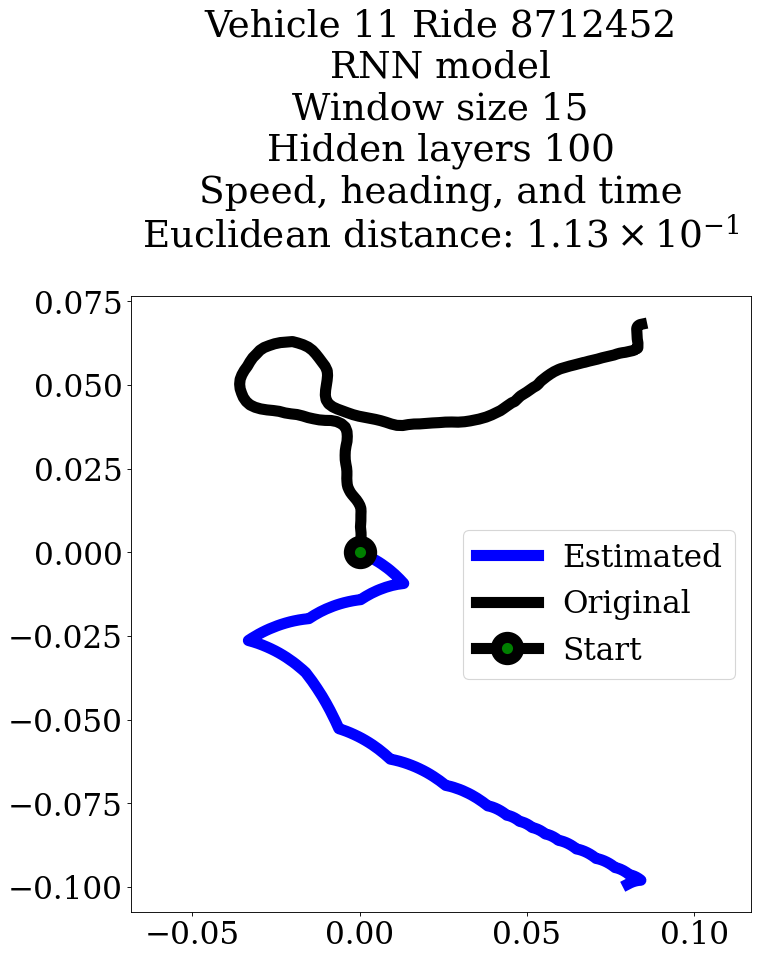 Vehicle 11 Ride 8712452
RNN model
Window size 15
Hidden layers 100
Speed, heading, and time
Euclidean distance: 1.13 × 10⁻¹
0.075
0.050
0.025
0.000
−0.025
−0.050
−0.075
−0.100
Estimated
Original
Start
−0.05 0.00 0.05 0.10